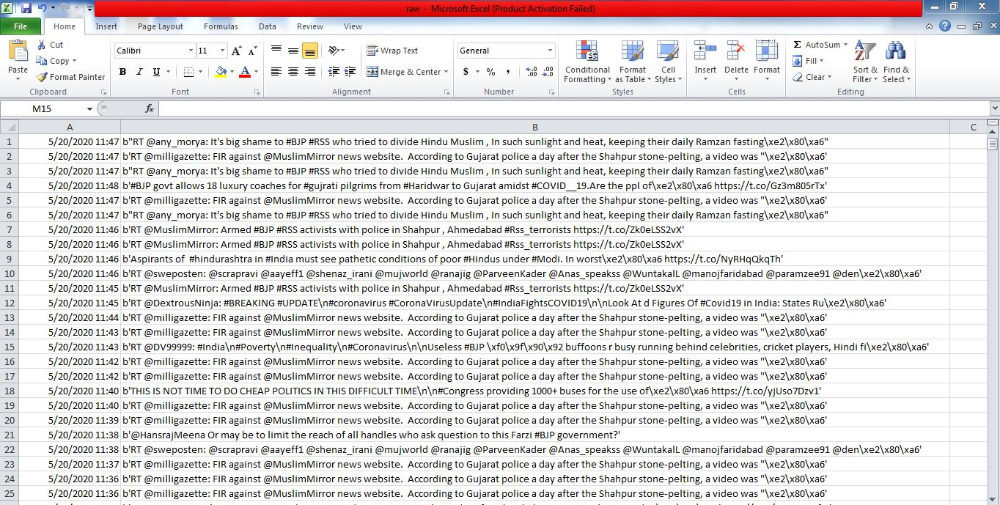 raw - Microsoft Excel (Product Activation Failed)
File Home Insert Page Layout Formulas Data Review View
Paste Cut Copy Format Painter
Clipboard
Calibri 11 A A
B I U A
Font
Wrap Text
Merge & Center
Alignment
General
$ % ,
Number
Conditional Formatting Format as Table Cell Styles
Styles
Insert Delete Format
Cells
Σ AutoSum Fill Clear Sort & Filter Find & Select
Editing
M15 fx
A B C
1 5/20/2020 11:47 b"RT @any_morya: It's big shame to #BJP #RSS who tried to divide Hindu Muslim , In such sunlight and heat, keeping their daily Ramzan fasting\xe2\x80\xa6"
2 5/20/2020 11:47 b'RT @milligazette: FIR against @MuslimMirror news website.  According to Gujarat police a day after the Shahpur stone-pelting, a video was "\xe2\x80\xa6'
3 5/20/2020 11:47 b"RT @any_morya: It's big shame to #BJP #RSS who tried to divide Hindu Muslim , In such sunlight and heat, keeping their daily Ramzan fasting\xe2\x80\xa6"
4 5/20/2020 11:48 b'#BJP govt allows 18 luxury coaches for #gujrati pilgrims from #Haridwar to Gujarat amidst #COVID__19.Are the ppl of\xe2\x80\xa6 https://t.co/Gz3m805rTx'
5 5/20/2020 11:47 b'RT @milligazette: FIR against @MuslimMirror news website.  According to Gujarat police a day after the Shahpur stone-pelting, a video was "\xe2\x80\xa6'
6 5/20/2020 11:47 b"RT @any_morya: It's big shame to #BJP #RSS who tried to divide Hindu Muslim , In such sunlight and heat, keeping their daily Ramzan fasting\xe2\x80\xa6"
7 5/20/2020 11:46 b'RT @MuslimMirror: Armed #BJP #RSS activists with police in Shahpur , Ahmedabad #Rss_terrorists https://t.co/Zk0eLSS2vX'
8 5/20/2020 11:46 b'RT @MuslimMirror: Armed #BJP #RSS activists with police in Shahpur , Ahmedabad #Rss_terrorists https://t.co/Zk0eLSS2vX'
9 5/20/2020 11:46 b'Aspirants of  #hindurashtra in #India must see pathetic conditions of poor #Hindus under #Modi. In worst\xe2\x80\xa6 https://t.co/NyRHqQkqTh'
10 5/20/2020 11:46 b'RT @sweposten: @scrapravi @aayeff1 @shenaz_irani @mujworld @ranajig @ParveenKader @Anas_speakss @WuntakalL @manojfaridabad @paramzee91 @den\xe2\x80\xa6'
11 5/20/2020 11:45 b'RT @MuslimMirror: Armed #BJP #RSS activists with police in Shahpur , Ahmedabad #Rss_terrorists https://t.co/Zk0eLSS2vX'
12 5/20/2020 11:45 b'RT @DextrousNinja: #BREAKING #UPDATE\n#coronavirus #CoronaVirusUpdate\n#IndiaFightsCOVID19\n\nLook At d Figures Of #Covid19 in India: States Ru\xe2\x80\xa6'
13 5/20/2020 11:44 b'RT @milligazette: FIR against @MuslimMirror news website.  According to Gujarat police a day after the Shahpur stone-pelting, a video was "\xe2\x80\xa6'
14 5/20/2020 11:43 b'RT @milligazette: FIR against @MuslimMirror news website.  According to Gujarat police a day after the Shahpur stone-pelting, a video was "\xe2\x80\xa6'
15 5/20/2020 11:43 b'RT @DV99999: #India\n#Poverty\n#Inequality\n#Coronavirus\n\nUseless #BJP \xf0\x9f\x90\x92 buffoons r busy running behind celebrities, cricket players, Hindi fi\xe2\x80\xa6'
16 5/20/2020 11:42 b'RT @milligazette: FIR against @MuslimMirror news website.  According to Gujarat police a day after the Shahpur stone-pelting, a video was "\xe2\x80\xa6'
17 5/20/2020 11:42 b'RT @milligazette: FIR against @MuslimMirror news website.  According to Gujarat police a day after the Shahpur stone-pelting, a video was "\xe2\x80\xa6'
18 5/20/2020 11:40 b'THIS IS NOT TIME TO DO CHEAP POLITICS IN THIS DIFFICULT TIME\n\n#Congress providing 1000+ buses for the use of\xe2\x80\xa6 https://t.co/yjUso7Dzv1'
19 5/20/2020 11:40 b'RT @milligazette: FIR against @MuslimMirror news website.  According to Gujarat police a day after the Shahpur stone-pelting, a video was "\xe2\x80\xa6'
20 5/20/2020 11:39 b'RT @milligazette: FIR against @MuslimMirror news website.  According to Gujarat police a day after the Shahpur stone-pelting, a video was "\xe2\x80\xa6'
21 5/20/2020 11:38 b'@HansrajMeena Or may be to limit the reach of all handles who ask question to this Farzi #BJP government?'
22 5/20/2020 11:38 b'RT @sweposten: @scrapravi @aayeff1 @shenaz_irani @mujworld @ranajig @ParveenKader @Anas_speakss @WuntakalL @manojfaridabad @paramzee91 @den\xe2\x80\xa6'
23 5/20/2020 11:37 b'RT @milligazette: FIR against @MuslimMirror news website.  According to Gujarat police a day after the Shahpur stone-pelting, a video was "\xe2\x80\xa6'
24 5/20/2020 11:36 b'RT @milligazette: FIR against @MuslimMirror news website.  According to Gujarat police a day after the Shahpur stone-pelting, a video was "\xe2\x80\xa6'
25 5/20/2020 11:36 b'RT @milligazette: FIR against @MuslimMirror news website.  According to Gujarat police a day after the Shahpur stone-pelting, a video was "\xe2\x80\xa6'